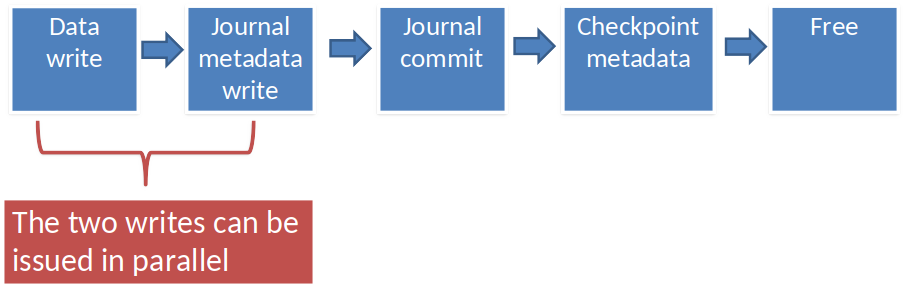 Data
write
Journal
metadata
write
Journal
commit
Checkpoint
metadata
Free
The two writes can be
issued in parallel